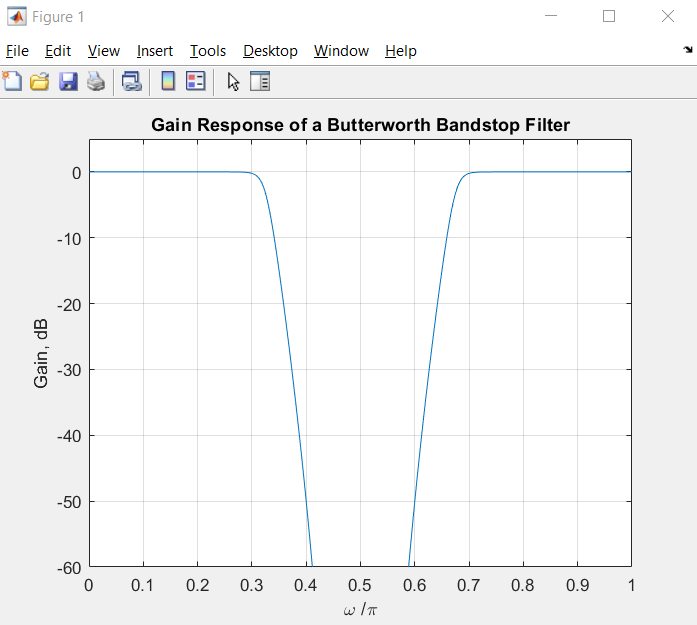 Figure 1
File Edit View Insert Tools Desktop Window Help
Gain Response of a Butterworth Bandstop Filter
0
-10
-20
-30
-40
-50
-60
Gain, dB
0 0.1 0.2 0.3 0.4 0.5 0.6 0.7 0.8 0.9 1
ω /π